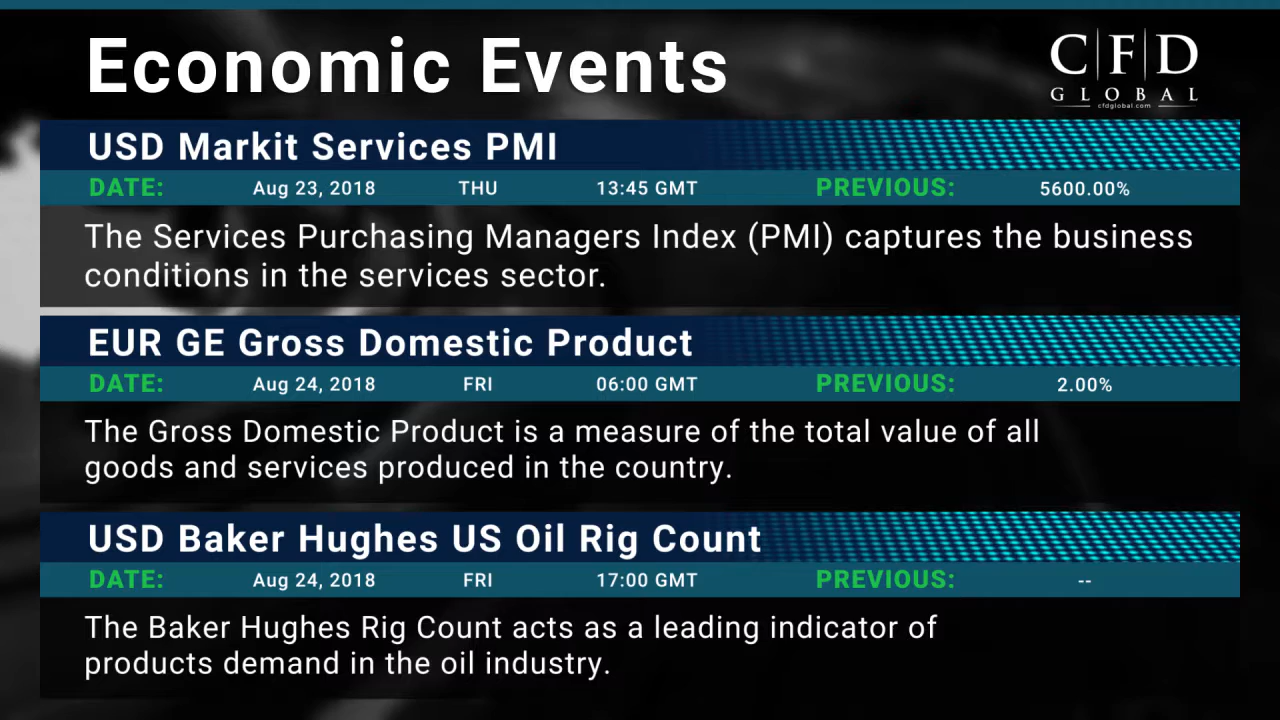 Economic Events
C|F|D
GLOBAL
cfdglobal.com
USD Markit Services PMI
DATE: Aug 23, 2018 THU 13:45 GMT PREVIOUS: 5600.00%
The Services Purchasing Managers Index (PMI) captures the business
conditions in the services sector.
EUR GE Gross Domestic Product
DATE: Aug 24, 2018 FRI 06:00 GMT PREVIOUS: 2.00%
The Gross Domestic Product is a measure of the total value of all
goods and services produced in the country.
USD Baker Hughes US Oil Rig Count
DATE: Aug 24, 2018 FRI 17:00 GMT PREVIOUS: --
The Baker Hughes Rig Count acts as a leading indicator of
products demand in the oil industry.